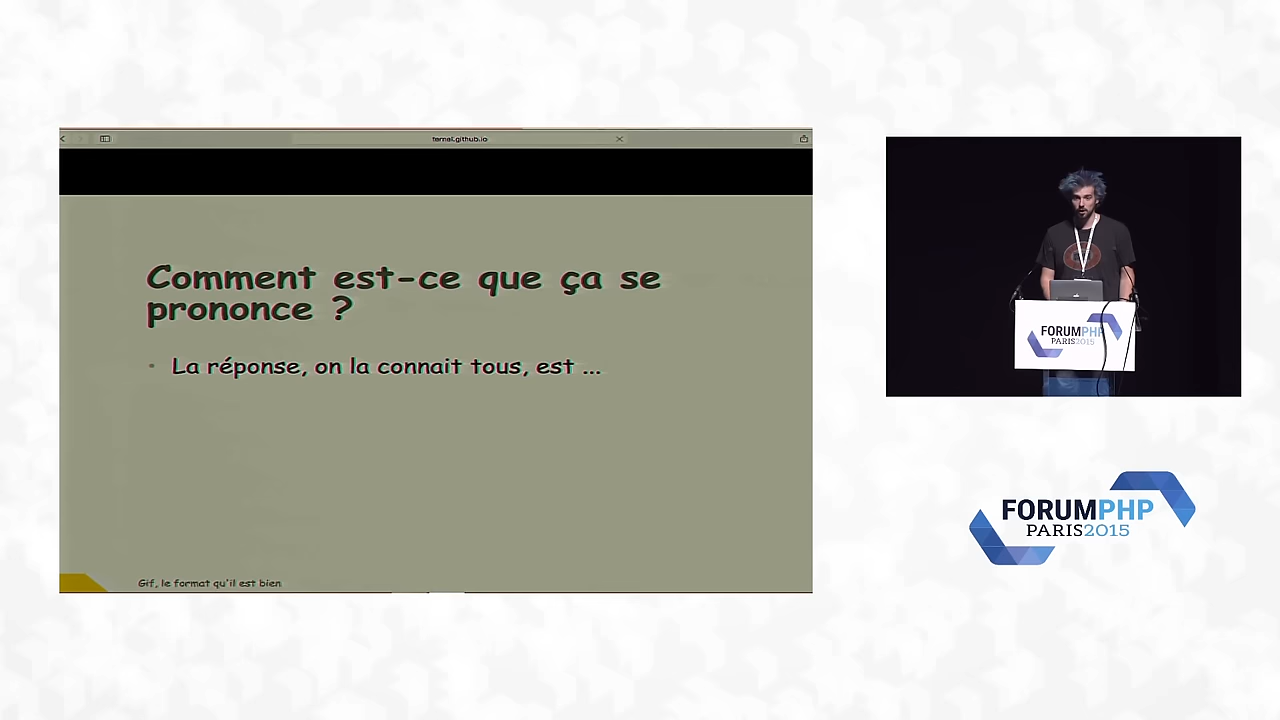 ternel.github.io
Comment est-ce que ça se
prononce ?
• La réponse, on la connait tous, est ...
Gif, le format qu'il est bien
FORUMPHP
PARIS2015
FORUMPHP
PARIS2015